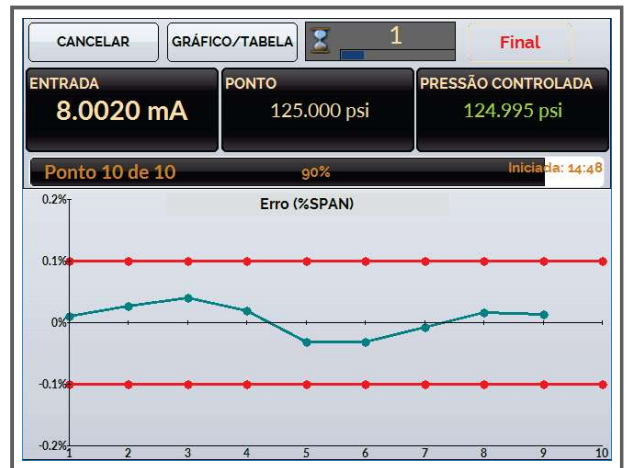 CANCELAR
GRÁFICO/TABELA
1
Final
ENTRADA
8.0020 mA
PONTO
125.000 psi
PRESSÃO CONTROLADA
124.995 psi
Ponto 10 de 10
90%
Iniciada: 14:48
Erro (%SPAN)
0.2%
0.1%
0%
-0.1%
-0.2%
1 2 3 4 5 6 7 8 9 10